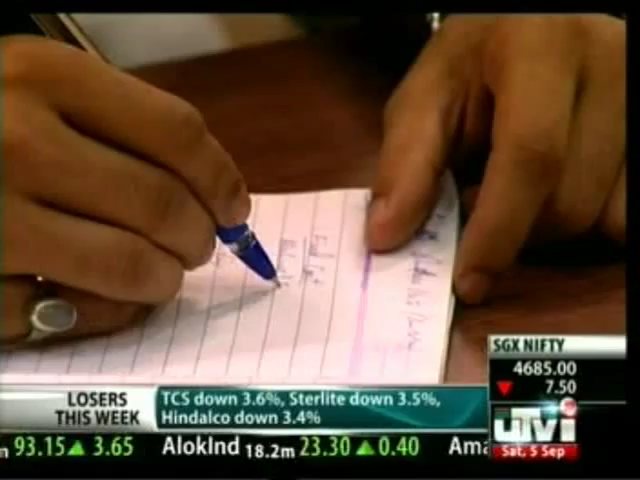 SGX NIFTY
4685.00
▼ 7.50
LOSERS THIS WEEK
TCS down 3.6%, Sterlite down 3.5%,
Hindalco down 3.4%
UTVi
Sat, 5 Sep
n 93.15 ▲ 3.65 AlokInd 18.2m 23.30 ▲ 0.40 Ama